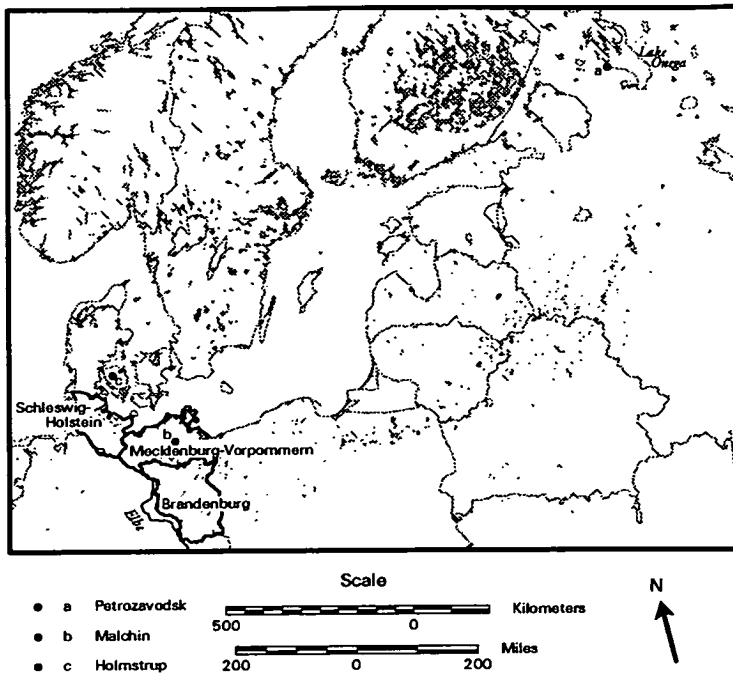 c
Lake
Onega
a
c
Schleswig-
Holstein
b
Mecklenburg-Vorpommern
Brandenburg
Elbe
Scale
N
a Petrozavodsk
500 0 Kilometers
b Malchin
200 0 200 Miles
c Holmstrup